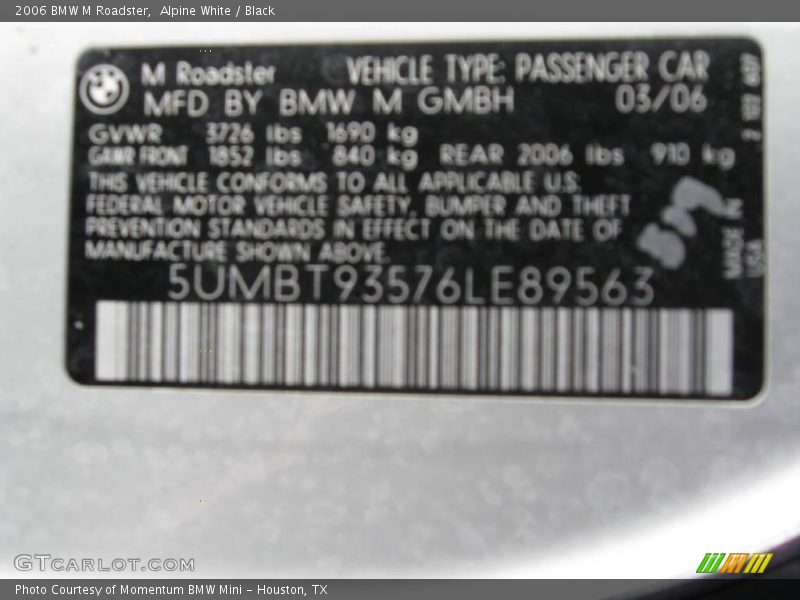 2006 BMW M Roadster, Alpine White / Black
M Roadster VEHICLE TYPE: PASSENGER CAR
MFD BY BMW M GMBH 03/06
GVWR 3726 lbs 1690 kg
GAWR FRONT 1852 lbs 840 kg REAR 2006 lbs 910 kg
THIS VEHICLE CONFORMS TO ALL APPLICABLE U.S.
FEDERAL MOTOR VEHICLE SAFETY, BUMPER AND THEFT
PREVENTION STANDARDS IN EFFECT ON THE DATE OF
MANUFACTURE SHOWN ABOVE.
5UMBT93576LE89563
MADE IN
USA
GTCARLOT.COM
Photo Courtesy of Momentum BMW Mini - Houston, TX